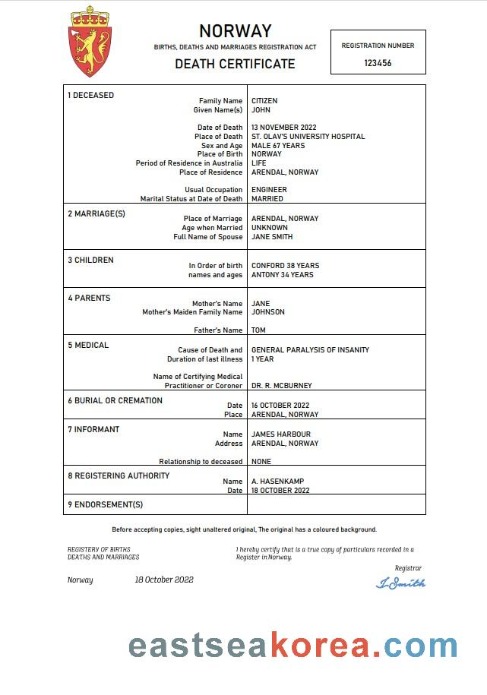 NORWAY
BIRTHS, DEATHS AND MARRIAGES REGISTRATION ACT
DEATH CERTIFICATE
REGISTRATION NUMBER
123456
1 DECEASED
Family Name CITIZEN
Given Name(s) JOHN
Date of Death 13 NOVEMBER 2022
Place of Death ST. OLAV'S UNIVERSITY HOSPITAL
Sex and Age MALE 67 YEARS
Place of Birth NORWAY
Period of Residence in Australia LIFE
Place of Residence ARENDAL, NORWAY
Usual Occupation ENGINEER
Marital Status at Date of Death MARRIED
2 MARRIAGE(S)
Place of Marriage ARENDAL, NORWAY
Age when Married UNKNOWN
Full Name of Spouse JANE SMITH
3 CHILDREN
In Order of birth CONFORD 38 YEARS
names and ages ANTONY 34 YEARS
4 PARENTS
Mother's Name JANE
Mother's Maiden Family Name JOHNSON
Father's Name TOM
5 MEDICAL
Cause of Death and GENERAL PARALYSIS OF INSANITY
Duration of last illness 1 YEAR
Name of Certifying Medical
Practitioner or Coroner DR. R. MCBURNEY
6 BURIAL OR CREMATION
Date 16 OCTOBER 2022
Place ARENDAL, NORWAY
7 INFORMANT
Name JAMES HARBOUR
Address ARENDAL, NORWAY
Relationship to deceased NONE
8 REGISTERING AUTHORITY
Name A. HASENKAMP
Date 18 OCTOBER 2022
9 ENDORSEMENT(S)
Before accepting copies, sight unaltered original, The original has a coloured background.
REGISTERY OF BIRTHS
DEATHS AND MARRIAGES
I hereby certify that is a true copy of particulars recorded in a
Register in Norway.
Registrar
Norway 18 October 2022
I. Smith
eastseakorea.com